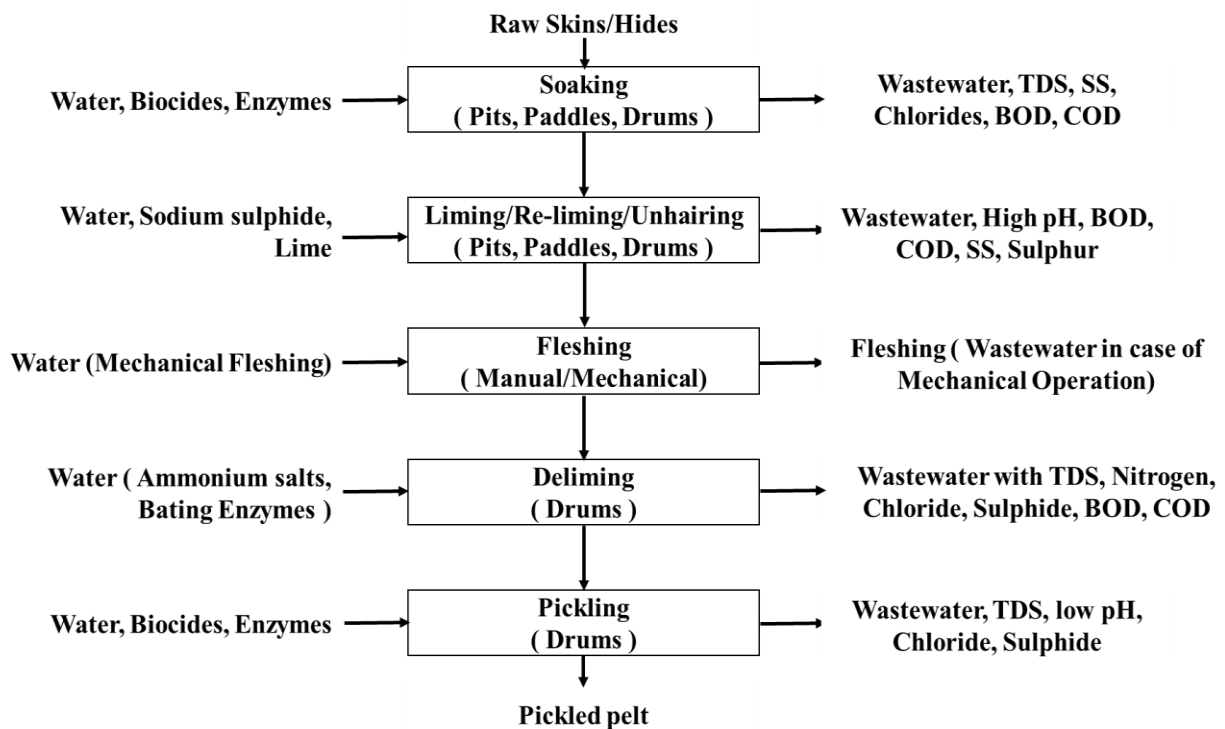 Raw Skins/Hides
Water, Biocides, Enzymes
Soaking
( Pits, Paddles, Drums )
Wastewater, TDS, SS,
Chlorides, BOD, COD
Water, Sodium sulphide,
Lime
Liming/Re-liming/Unhairing
( Pits, Paddles, Drums )
Wastewater, High pH, BOD,
COD, SS, Sulphur
Water (Mechanical Fleshing)
Fleshing
( Manual/Mechanical)
Fleshing ( Wastewater in case of
Mechanical Operation)
Water ( Ammonium salts,
Bating Enzymes )
Deliming
( Drums )
Wastewater with TDS, Nitrogen,
Chloride, Sulphide, BOD, COD
Water, Biocides, Enzymes
Pickling
( Drums )
Wastewater, TDS, low pH,
Chloride, Sulphide
Pickled pelt